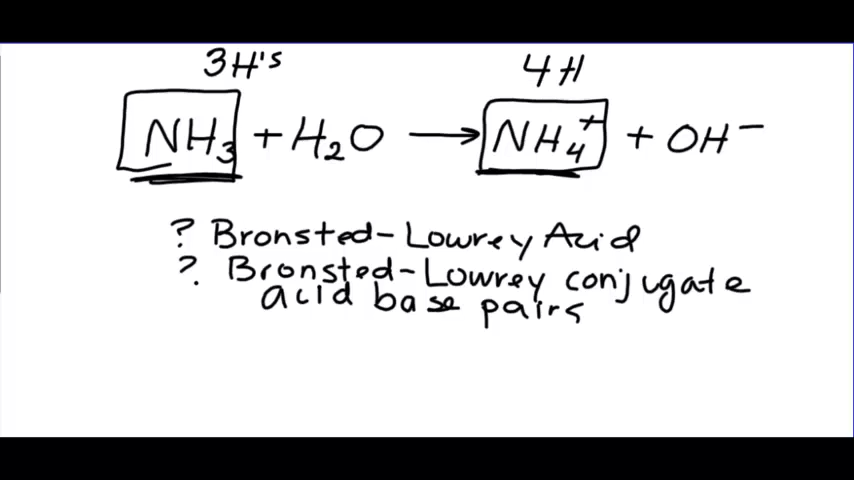 3H's 4H
NH₃ + H₂O → NH₄⁺ + OH⁻
? Bronsted-Lowrey Acid
? Bronsted-Lowrey conjugate
acid base pairs